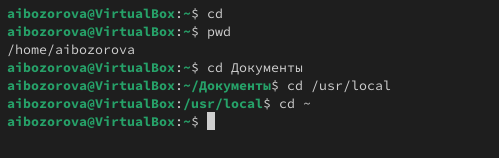 aibozorova@VirtualBox:~$ cd
aibozorova@VirtualBox:~$ pwd
/home/aibozorova
aibozorova@VirtualBox:~$ cd Документы
aibozorova@VirtualBox:~/Документы$ cd /usr/local
aibozorova@VirtualBox:/usr/local$ cd ~
aibozorova@VirtualBox:~$